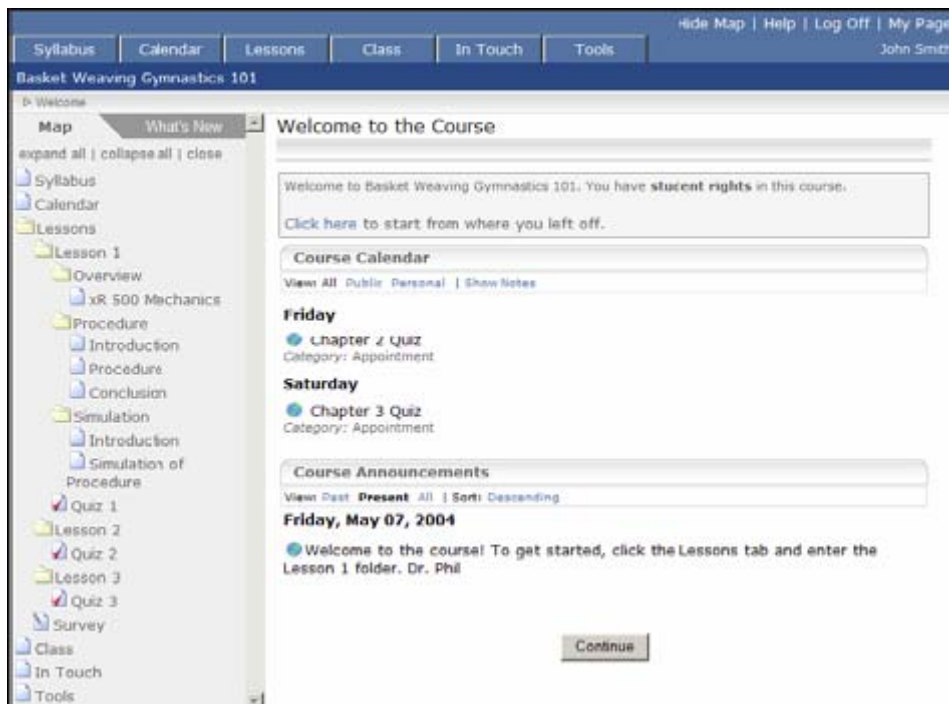 Hide Map | Help | Log Off | My Page
Syllabus Calendar Lessons Class In Touch Tools John Smith
Basket Weaving Gymnastics 101
Welcome
Map What's New
expand all | collapse all | close
Syllabus
Calendar
Lessons
Lesson 1
Overview
xR 500 Mechanics
Procedure
Introduction
Procedure
Conclusion
Simulation
Introduction
Simulation of
Procedure
Quiz 1
Lesson 2
Quiz 2
Lesson 3
Quiz 3
Survey
Class
In Touch
Tools
Welcome to the Course
Welcome to Basket Weaving Gymnastics 101. You have student rights in this course.
Click here to start from where you left off.
Course Calendar
View: All Public Personal | Show Notes
Friday
Chapter 2 Quiz
Category: Appointment
Saturday
Chapter 3 Quiz
Category: Appointment
Course Announcements
View: Past Present All | Sort: Descending
Friday, May 07, 2004
Welcome to the course! To get started, click the Lessons tab and enter the
Lesson 1 folder. Dr. Phil
Continue